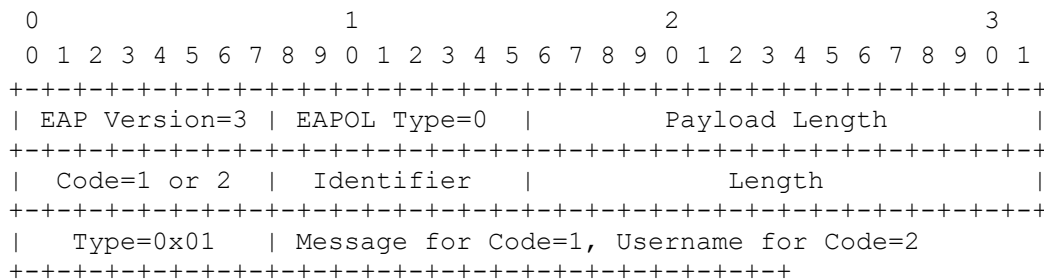 0                   1                   2                   3
 0 1 2 3 4 5 6 7 8 9 0 1 2 3 4 5 6 7 8 9 0 1 2 3 4 5 6 7 8 9 0 1
+-+-+-+-+-+-+-+-+-+-+-+-+-+-+-+-+-+-+-+-+-+-+-+-+-+-+-+-+-+-+-+-+
| EAP Version=3 | EAPOL Type=0  |        Payload Length         |
+-+-+-+-+-+-+-+-+-+-+-+-+-+-+-+-+-+-+-+-+-+-+-+-+-+-+-+-+-+-+-+-+
|  Code=1 or 2  |  Identifier   |            Length             |
+-+-+-+-+-+-+-+-+-+-+-+-+-+-+-+-+-+-+-+-+-+-+-+-+-+-+-+-+-+-+-+-+
|   Type=0x01   | Message for Code=1, Username for Code=2
+-+-+-+-+-+-+-+-+-+-+-+-+-+-+-+-+-+-+-+-+-+-+-+-+